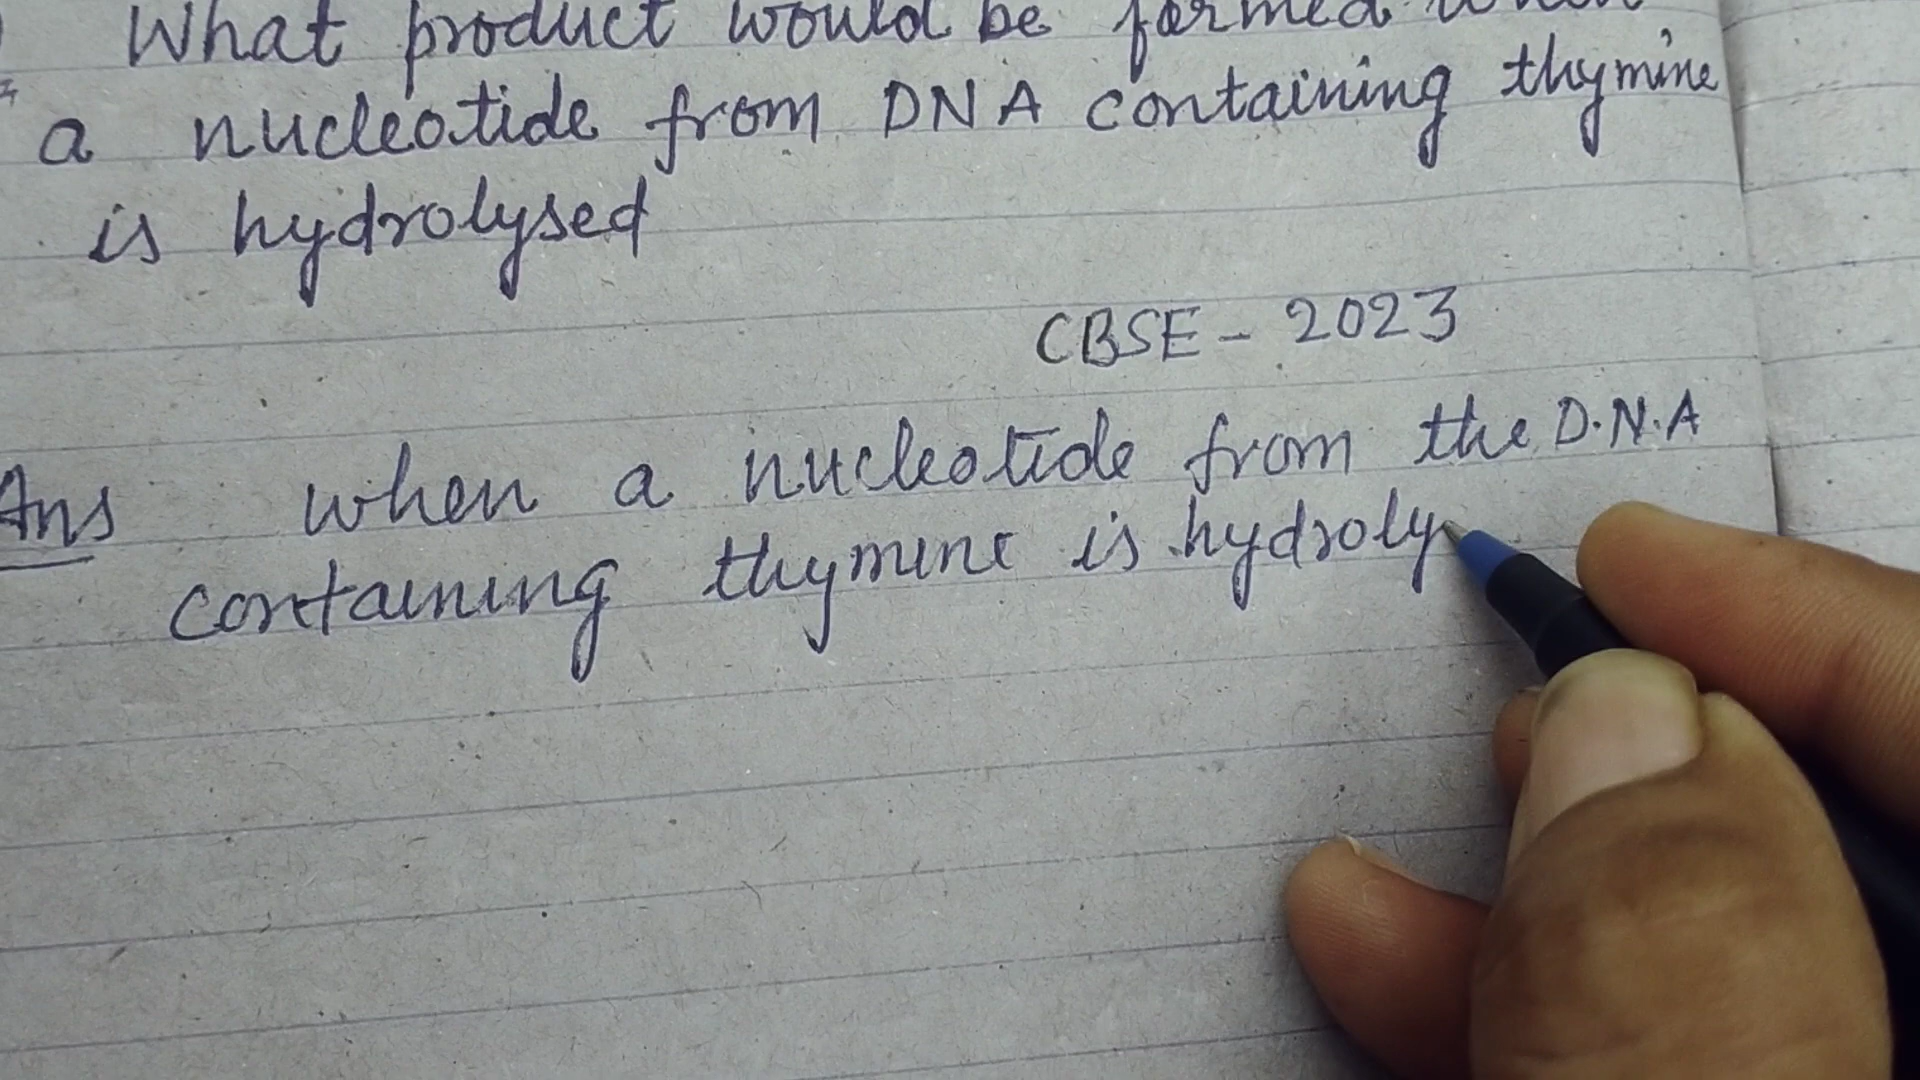 What product would be formed when
a nucleotide from DNA containing thymine
is hydrolysed
CBSE - 2023
Ans when a nucleotide from the D.N.A
containing thymine is hydroly